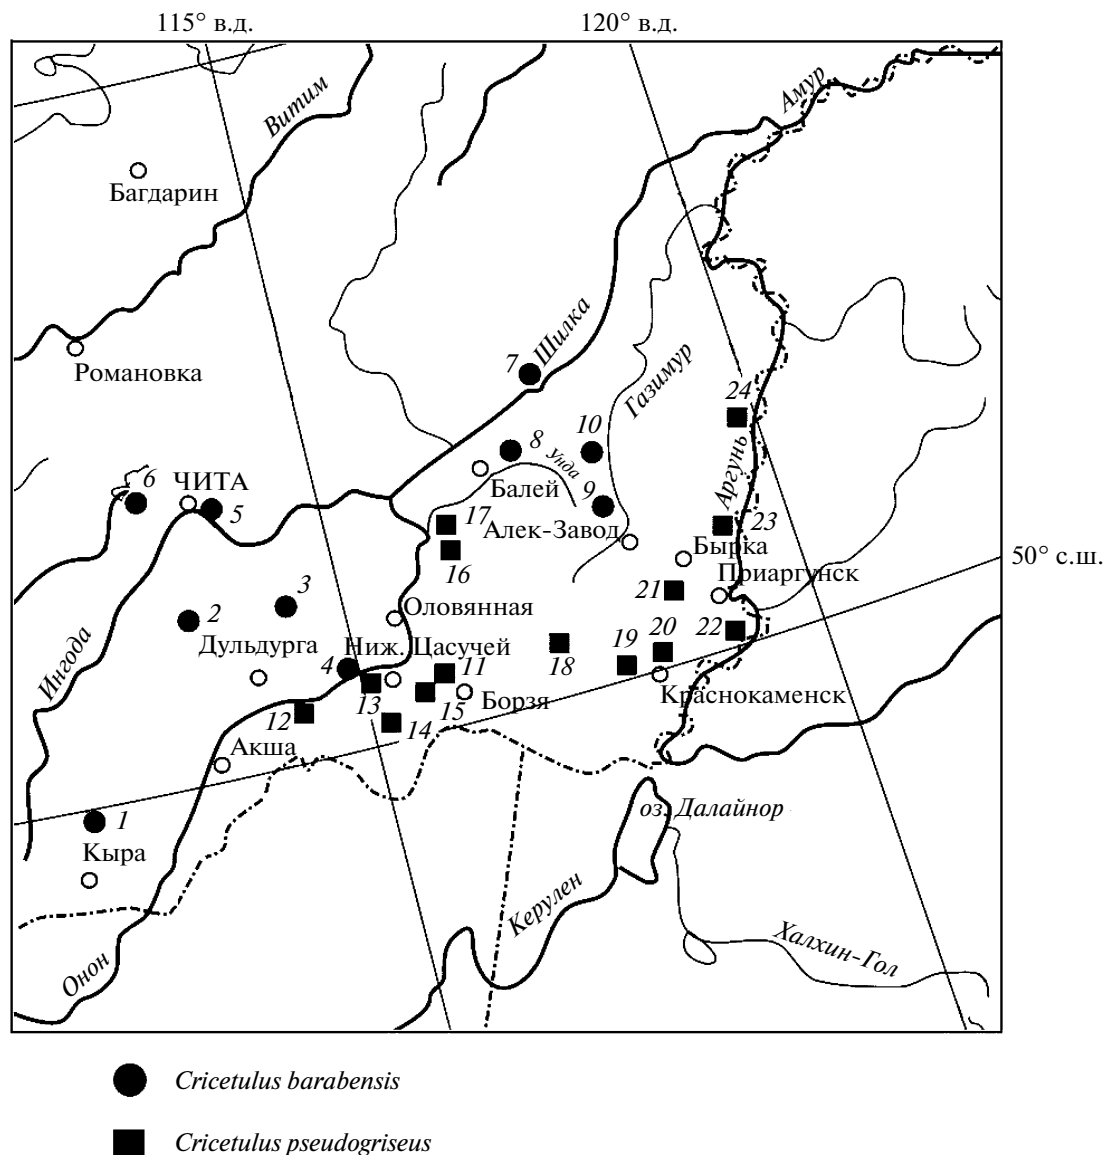 115° в.д.
120° в.д.
Амур
Витим
Багдарин
Шилка
Романовка
7
Газимур
24
8
10
Унда
Аргунь
6
ЧИТА
Балей
9
5
17
Алек-Завод
23
Бырка
50° с.ш.
16
Приаргунск
21
3
Оловянная
2
Дульдурга
Ниж. Цасучей
22
20
19
18
4
11
Ингода
13
15
Борзя
Краснокаменск
12
14
Акша
оз. Далайнор
1
Кыра
Керулен
Халхин-Гол
Онон
Cricetulus barabensis
Cricetulus pseudogriseus